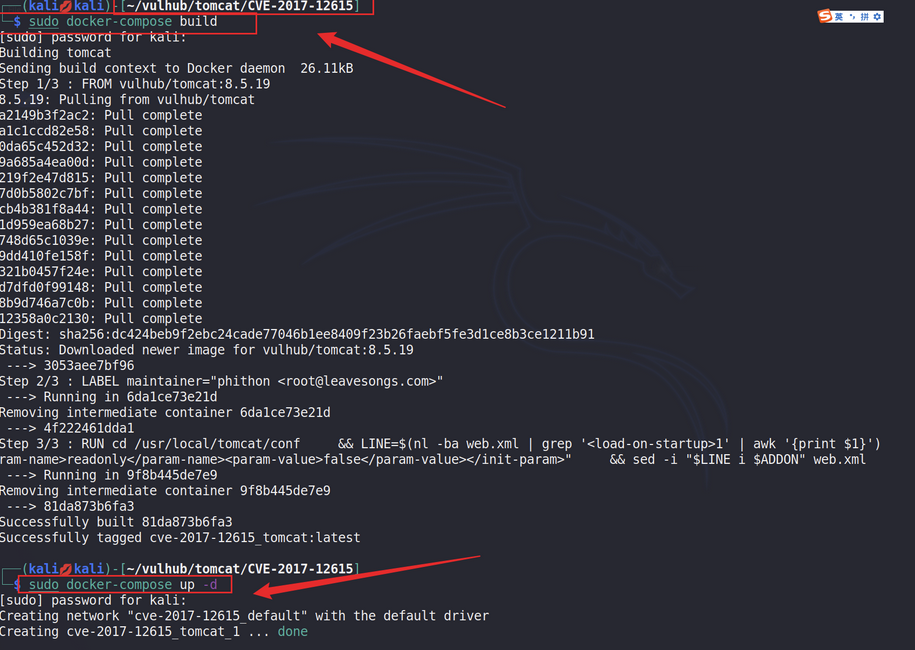 ┌──(kali💋kali)-[~/vulhub/tomcat/CVE-2017-12615]
└─$ sudo docker-compose build
[sudo] password for kali:
Building tomcat
Sending build context to Docker daemon  26.11kB
Step 1/3 : FROM vulhub/tomcat:8.5.19
8.5.19: Pulling from vulhub/tomcat
a2149b3f2ac2: Pull complete
a1c1ccd82e58: Pull complete
0da65c452d32: Pull complete
9a685a4ea00d: Pull complete
219f2e47d815: Pull complete
7d0b5802c7bf: Pull complete
cb4b381f8a44: Pull complete
1d959ea68b27: Pull complete
748d65c1039e: Pull complete
9dd410fe158f: Pull complete
321b0457f24e: Pull complete
d7dfd0f99148: Pull complete
8b9d746a7c0b: Pull complete
12358a0c2130: Pull complete
Digest: sha256:dc424beb9f2ebc24cade77046b1ee8409f23b26faebf5fe3d1ce8b3ce1211b91
Status: Downloaded newer image for vulhub/tomcat:8.5.19
 ---> 3053aee7bf96
Step 2/3 : LABEL maintainer="phithon <root@leavesongs.com>"
 ---> Running in 6da1ce73e21d
Removing intermediate container 6da1ce73e21d
 ---> 4f222461dda1
Step 3/3 : RUN cd /usr/local/tomcat/conf     && LINE=$(nl -ba web.xml | grep '<load-on-startup>1' | awk '{print $1}')
ram-name>readonly</param-name><param-value>false</param-value></init-param>"     && sed -i "$LINE i $ADDON" web.xml
 ---> Running in 9f8b445de7e9
Removing intermediate container 9f8b445de7e9
 ---> 81da873b6fa3
Successfully built 81da873b6fa3
Successfully tagged cve-2017-12615_tomcat:latest
┌──(kali💋kali)-[~/vulhub/tomcat/CVE-2017-12615]
└─$ sudo docker-compose up -d
[sudo] password for kali:
Creating network "cve-2017-12615_default" with the default driver
Creating cve-2017-12615_tomcat_1 ... done
S 英 拼